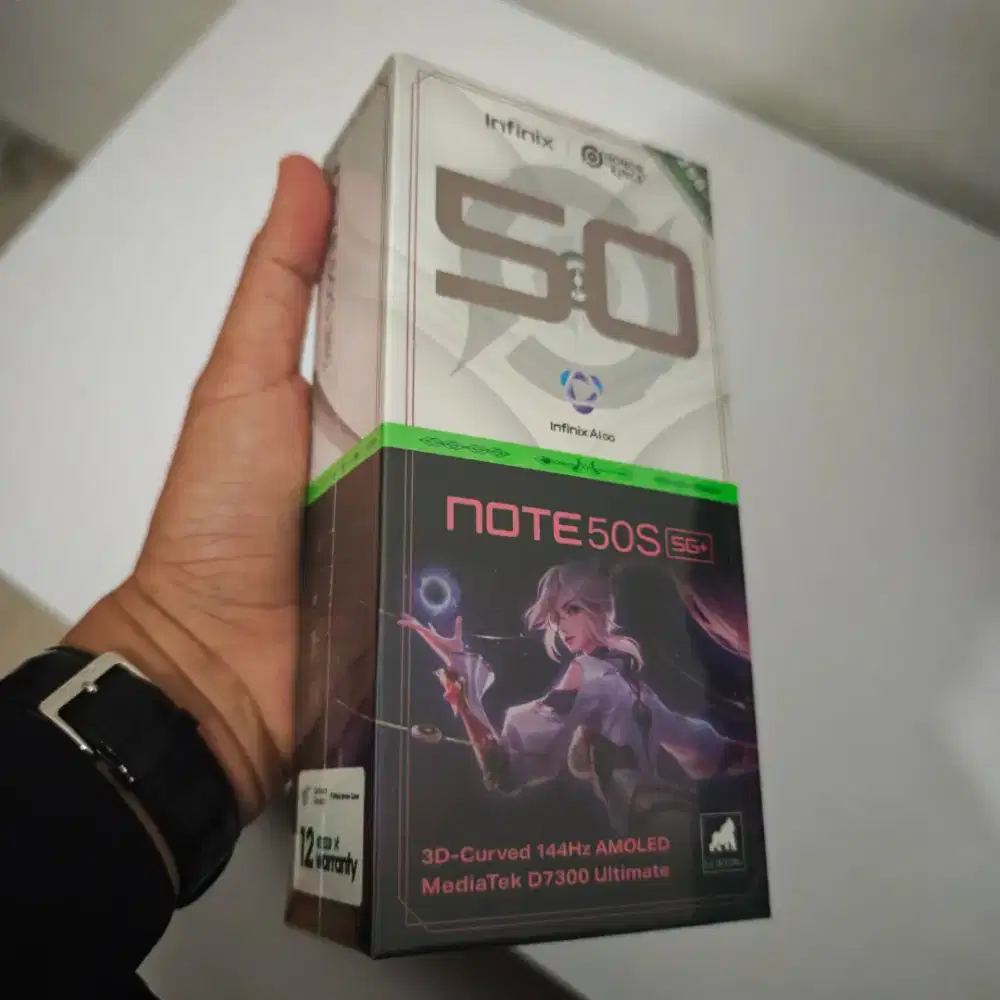 Infinix
50
Infinix AI∞
NOTE 50S 5G+
3D-Curved 144Hz AMOLED
MediaTek D7300 Ultimate
12
Warranty